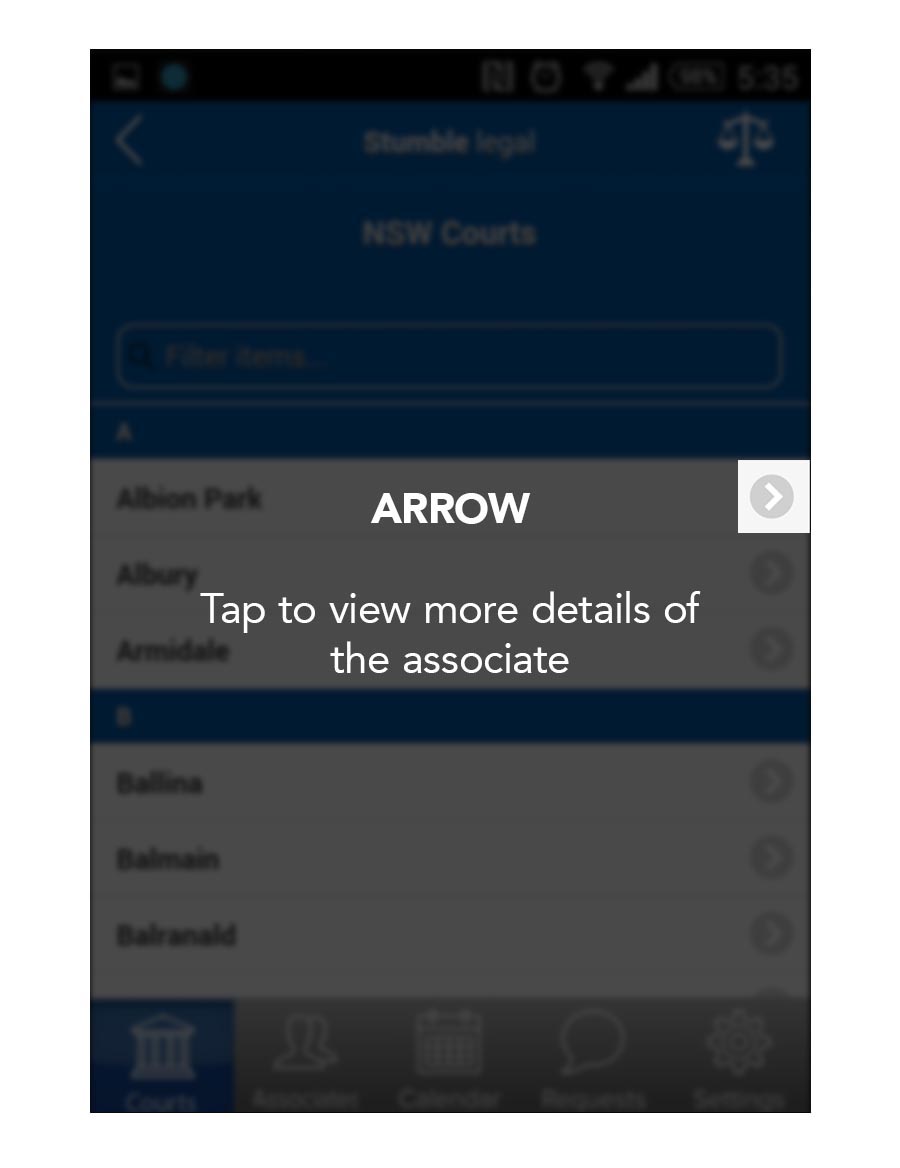 98% 5:35
Stumble legal
NSW Courts
Filter items...
A
Albion Park
ARROW
Albury
Tap to view more details of
Armidale
the associate
B
Ballina
Balmain
Balranald
Courts Associates Calendar Requests Settings